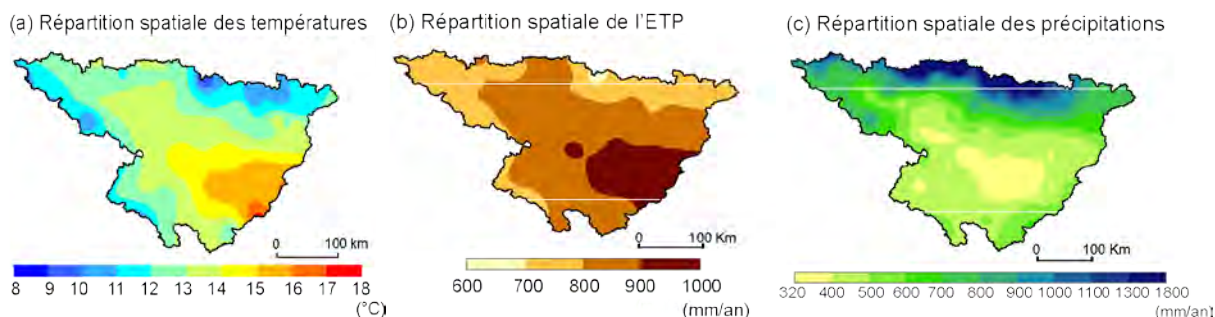 (a) Répartition spatiale des températures
0 100 km
8 9 10 11 12 13 14 15 16 17 18
(°C)
(b) Répartition spatiale de l'ETP
0 100 Km
600 700 800 900 1000
(mm/an)
(c) Répartition spatiale des précipitations
0 100 Km
320 400 500 600 700 800 900 1000 1100 1300 1800
(mm/an)